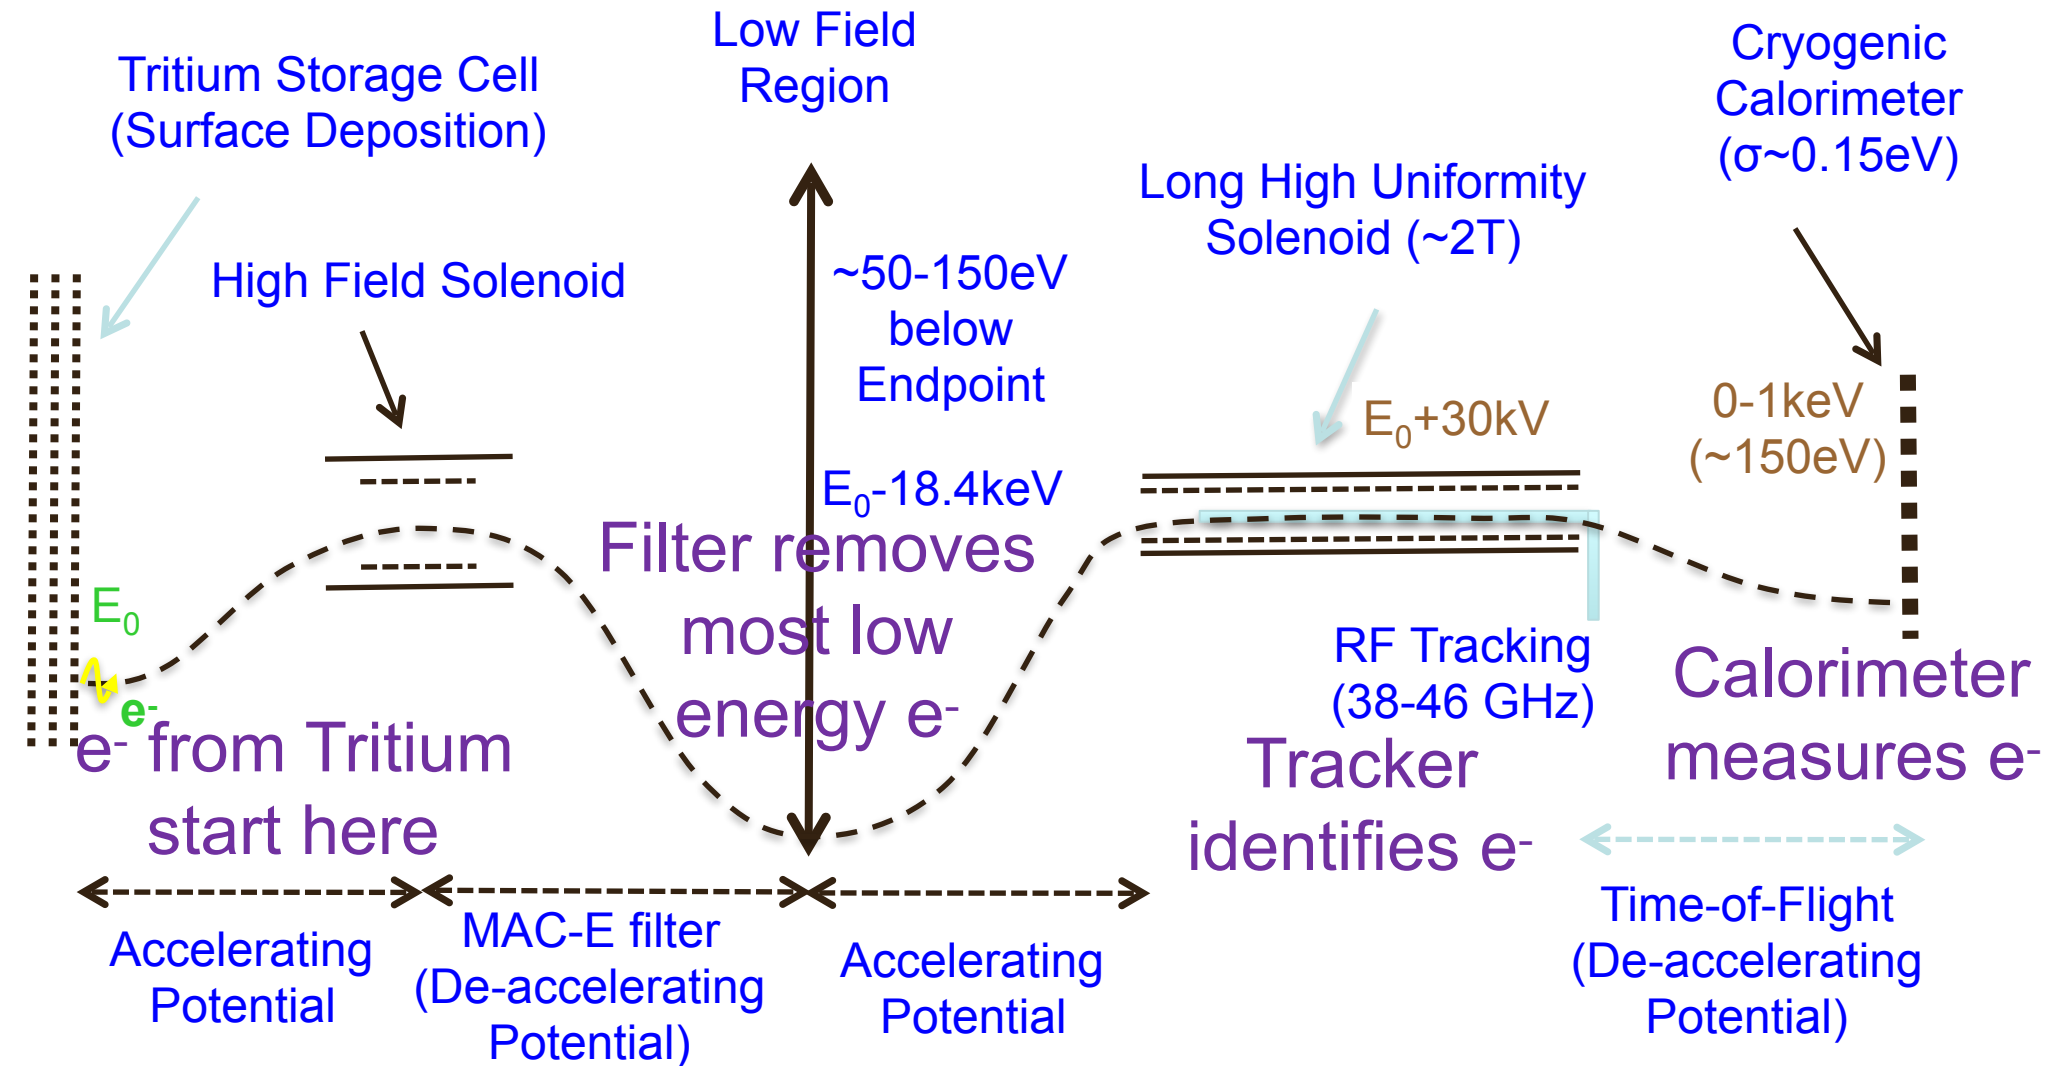 Low Field
Region
Tritium Storage Cell
(Surface Deposition)
Cryogenic
Calorimeter
(σ~0.15eV)
Long High Uniformity
Solenoid (~2T)
High Field Solenoid
~50-150eV
below
Endpoint
E₀+30kV
0-1keV
(~150eV)
E₀-18.4keV
Filter removes
most low
energy e-
E₀
e-
e- from Tritium
start here
RF Tracking
(38-46 GHz)
Tracker
identifies e-
Calorimeter
measures e-
Accelerating
Potential
MAC-E filter
(De-accelerating
Potential)
Accelerating
Potential
Time-of-Flight
(De-accelerating
Potential)